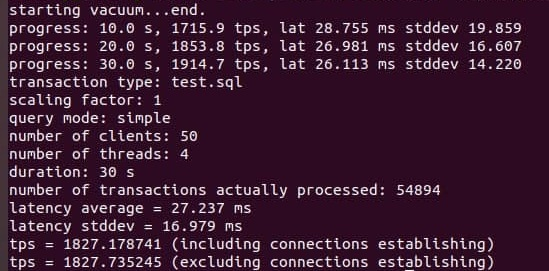 starting vacuum...end.
progress: 10.0 s, 1715.9 tps, lat 28.755 ms stddev 19.859
progress: 20.0 s, 1853.8 tps, lat 26.981 ms stddev 16.607
progress: 30.0 s, 1914.7 tps, lat 26.113 ms stddev 14.220
transaction type: test.sql
scaling factor: 1
query mode: simple
number of clients: 50
number of threads: 4
duration: 30 s
number of transactions actually processed: 54894
latency average = 27.237 ms
latency stddev = 16.979 ms
tps = 1827.178741 (including connections establishing)
tps = 1827.735245 (excluding connections establishing)